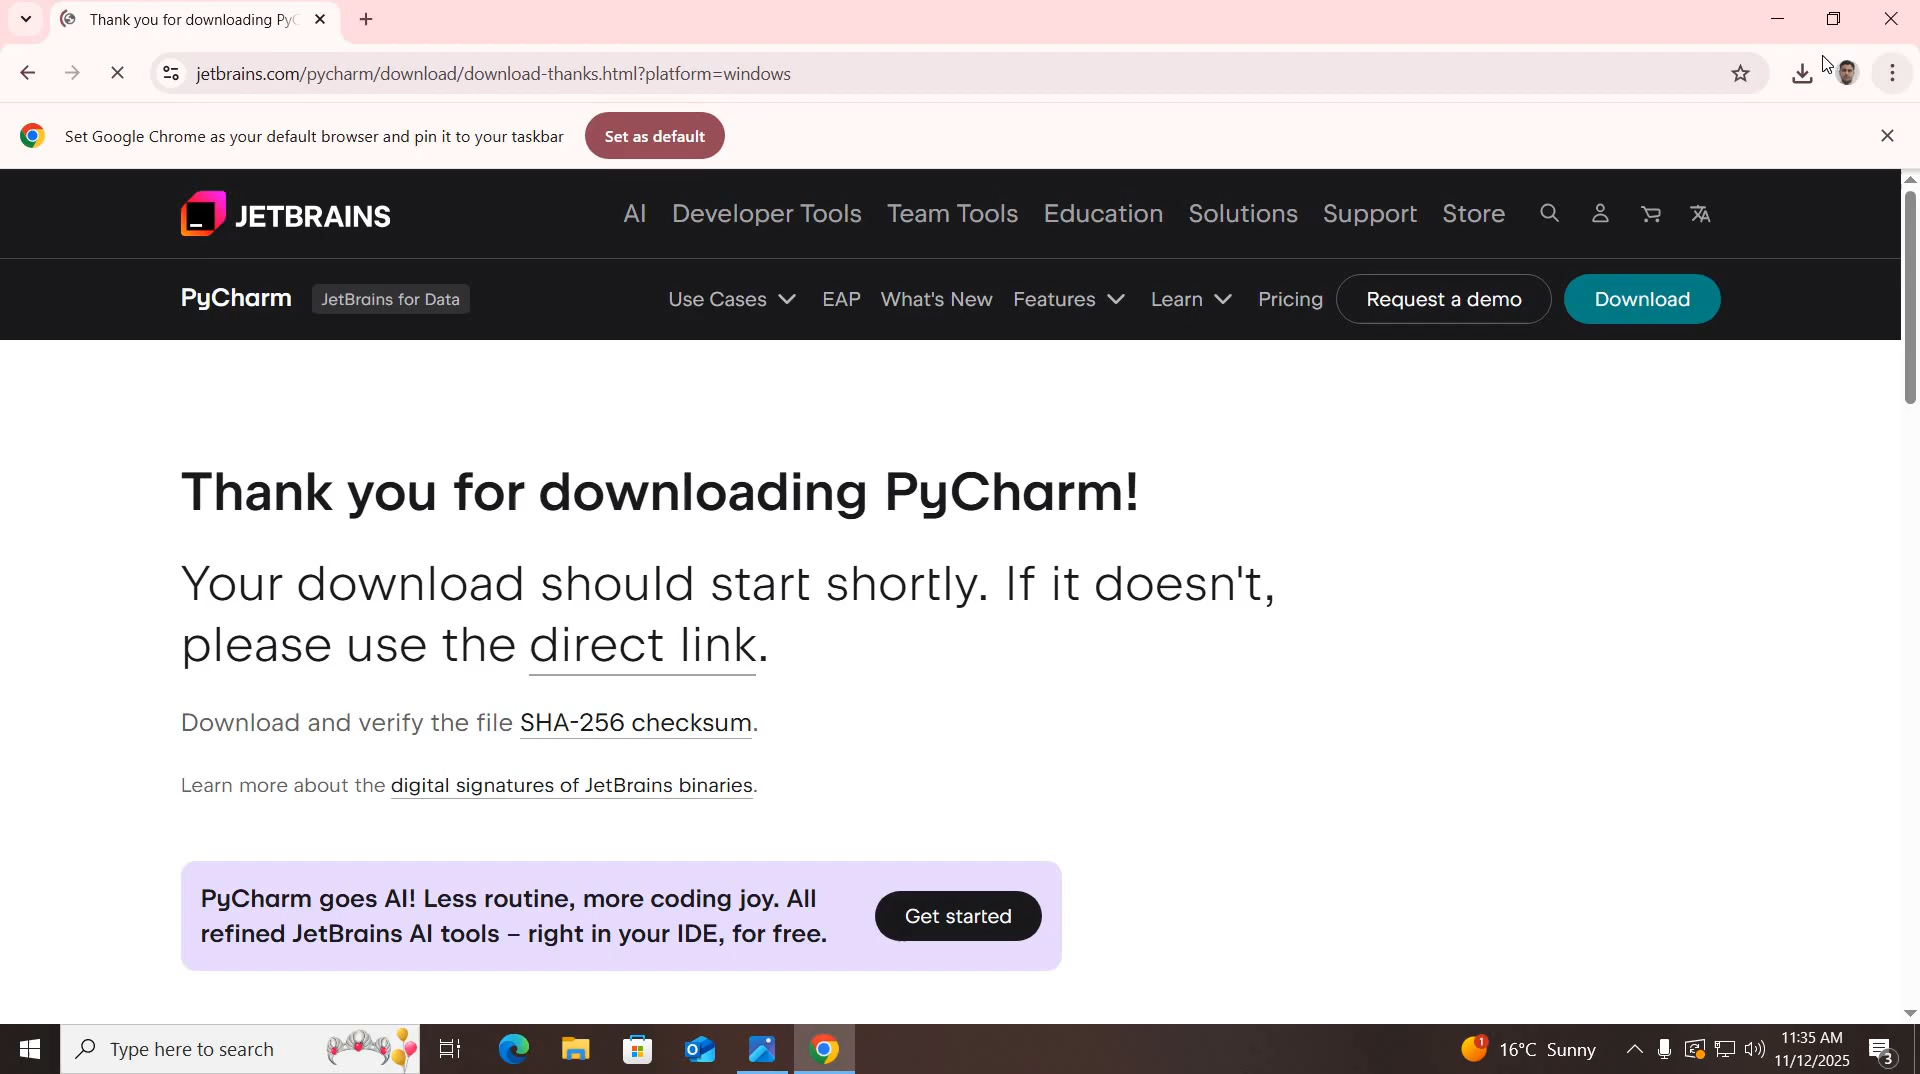 Thank you for downloading PyC
jetbrains.com/pycharm/download/download-thanks.html?platform=windows
Set Google Chrome as your default browser and pin it to your taskbar
Set as default
JETBRAINS
AI
Developer Tools
Team Tools
Education
Solutions
Support
Store
PyCharm
JetBrains for Data
Use Cases
EAP
What's New
Features
Learn
Pricing
Request a demo
Download
Thank you for downloading PyCharm!
Your download should start shortly. If it doesn't,
please use the direct link.
Download and verify the file SHA-256 checksum.
Learn more about the digital signatures of JetBrains binaries.
PyCharm goes AI! Less routine, more coding joy. All
refined JetBrains AI tools – right in your IDE, for free.
Get started
Type here to search
1
16°C Sunny
11:35 AM
11/12/2025
3